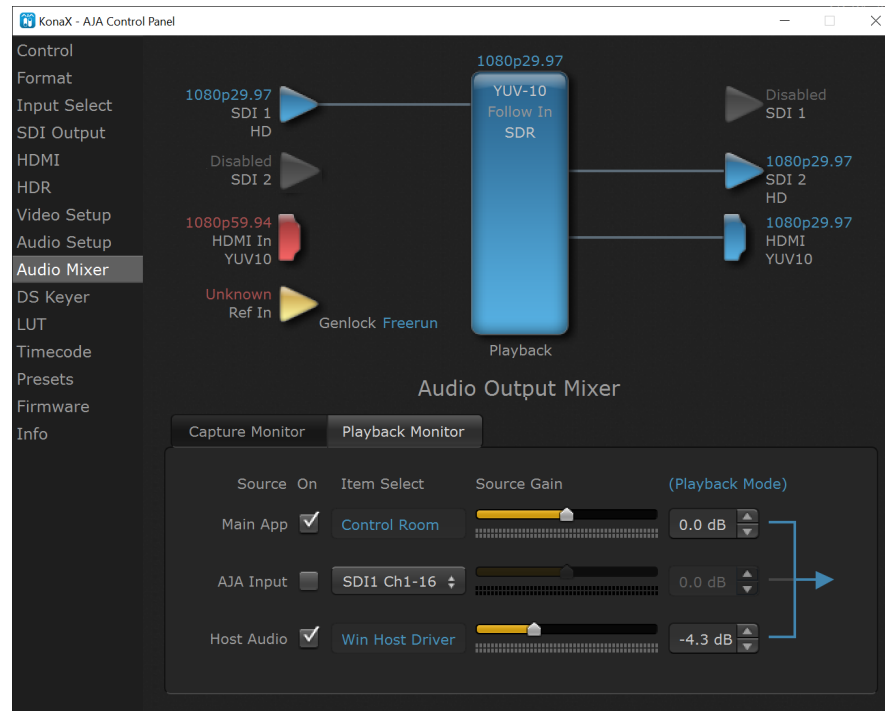 KonaX - AJA Control Panel
Control
Format
Input Select
SDI Output
HDMI
HDR
Video Setup
Audio Setup
Audio Mixer
DS Keyer
LUT
Timecode
Presets
Firmware
Info
1080p29.97
SDI 1
HD
Disabled
SDI 2
1080p59.94
HDMI In
YUV10
Unknown
Ref In
Genlock Freerun
1080p29.97
YUV-10
Follow In
SDR
Playback
Disabled
SDI 1
1080p29.97
SDI 2
HD
1080p29.97
HDMI
YUV10
Audio Output Mixer
Capture Monitor Playback Monitor
Source On Item Select Source Gain (Playback Mode)
Main App Control Room 0.0 dB
AJA Input SDI1 Ch1-16 0.0 dB
Host Audio Win Host Driver -4.3 dB